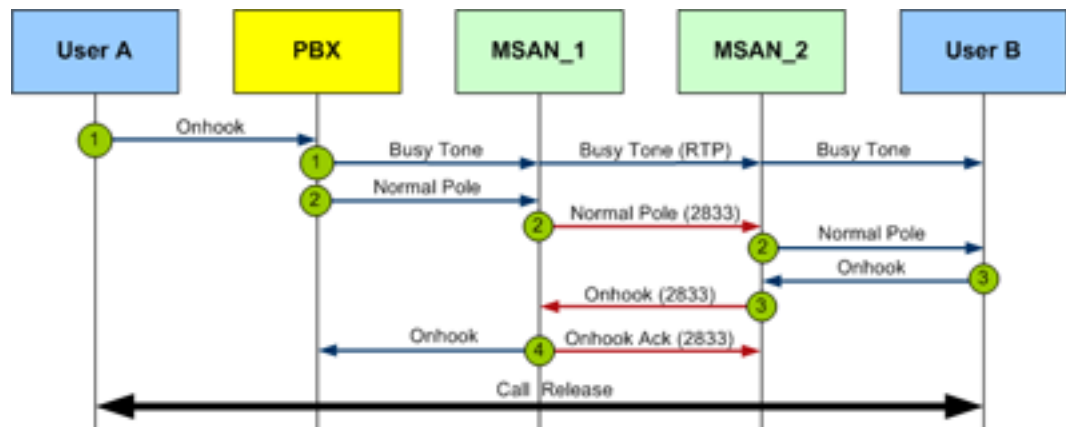 User A
PBX
MSAN_1
MSAN_2
User B
1
Onhook
1
Busy Tone
Busy Tone (RTP)
Busy Tone
2
Normal Pole
2
Normal Pole (2833)
2
Normal Pole
Onhook
3
Onhook (2833)
3
Onhook
4
Onhook Ack (2833)
Call Release